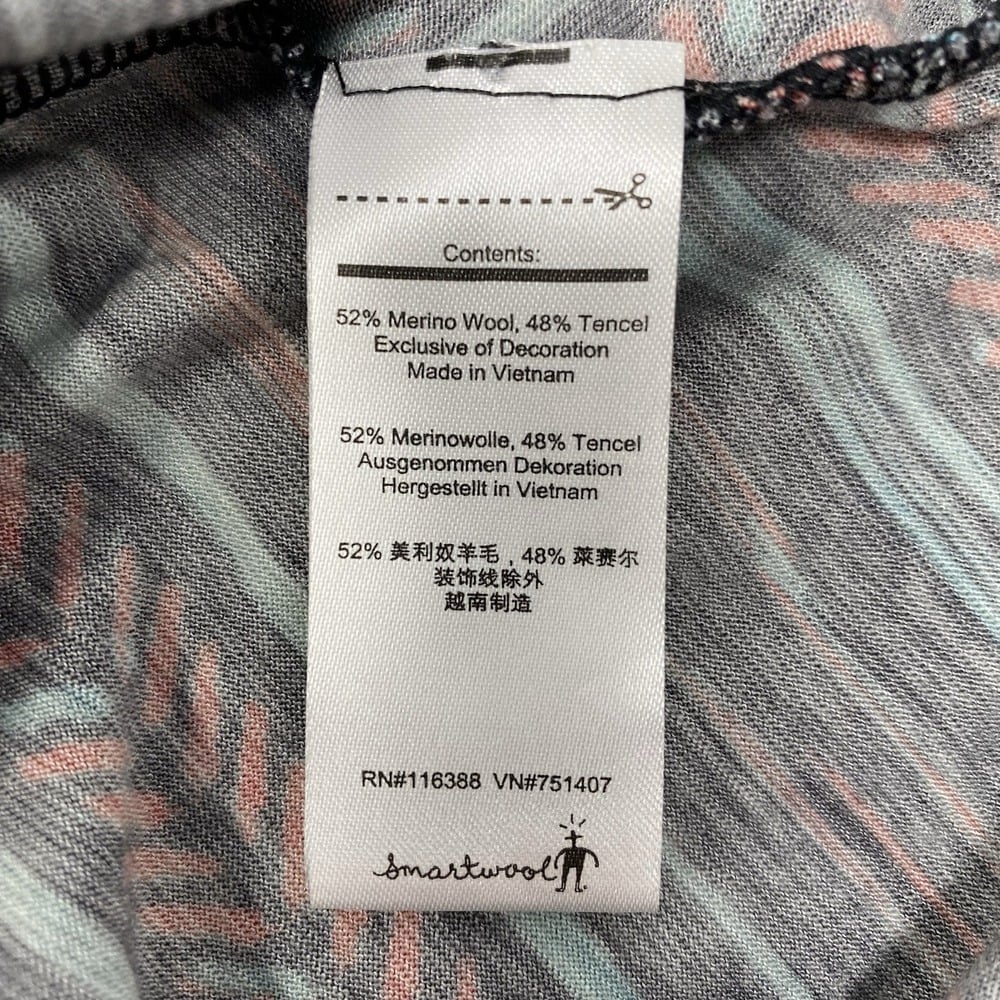 Contents:
52% Merino Wool, 48% Tencel
Exclusive of Decoration
Made in Vietnam
52% Merinowolle, 48% Tencel
Ausgenommen Dekoration
Hergestellt in Vietnam
52% 美利奴羊毛 , 48% 莱赛尔
装饰线除外
越南制造
RN#116388 VN#751407
smartwool